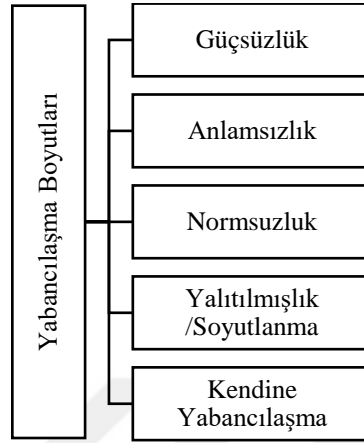 Yabancılaşma Boyutları
Güçsüzlük
Anlamsızlık
Normsuzluk
Yalıtılmışlık
/Soyutlanma
Kendine
Yabancılaşma